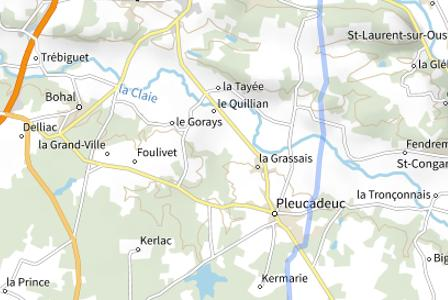 St-Laurent-sur-Ous
Trébiguet
la Glé
la Tayée
la Claie
Bohal
le Quillian
le Gorays
Delliac
la Grand-Ville
Foulivet
Fendrem
la Grassais
St-Congar
la Tronçonnais
Pleucadeuc
Kerlac
Big
Kermarie
la Prince